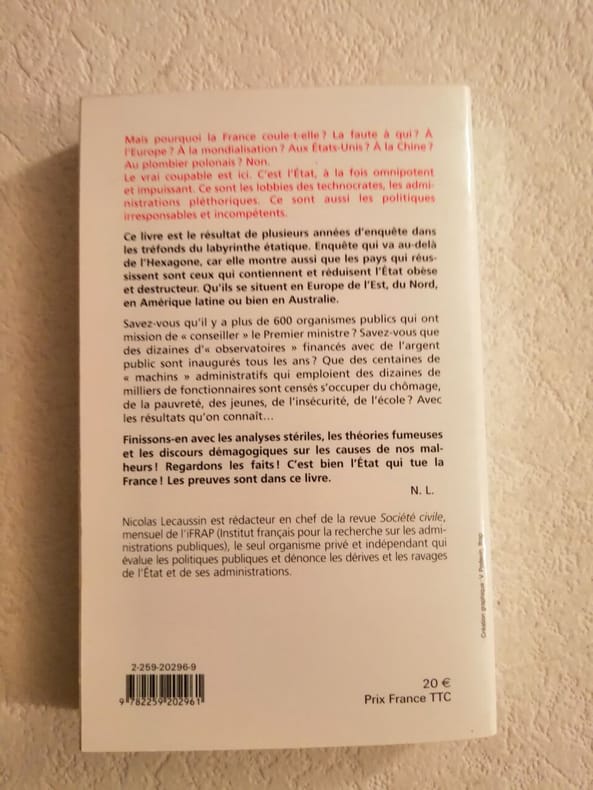 Mais pourquoi la France coule-t-elle ? La faute à qui ? À
l'Europe ? À la mondialisation ? Aux États-Unis ? À la Chine ?
Au plombier polonais ? Non.
Le vrai coupable est ici. C'est l'État, à la fois omnipotent
et impuissant. Ce sont les lobbies des technocrates, les admi-
nistrations pléthoriques. Ce sont aussi les politiques
irresponsables et incompétents.
Ce livre est le résultat de plusieurs années d'enquête dans
les tréfonds du labyrinthe étatique. Enquête qui va au-delà
de l'Hexagone, car elle montre aussi que les pays qui réus-
sissent sont ceux qui contiennent et réduisent l'État obèse
et destructeur. Qu'ils se situent en Europe de l'Est, du Nord,
en Amérique latine ou bien en Australie.
Savez-vous qu'il y a plus de 600 organismes publics qui ont
mission de « conseiller » le Premier ministre ? Savez-vous que
des dizaines d'« observatoires » financés avec de l'argent
public sont inaugurés tous les ans ? Que des centaines de
« machins » administratifs qui emploient des dizaines de
milliers de fonctionnaires sont censés s'occuper du chômage,
de la pauvreté, des jeunes, de l'insécurité, de l'école ? Avec
les résultats qu'on connaît…
Finissons-en avec les analyses stériles, les théories fumeuses
et les discours démagogiques sur les causes de nos mal-
heurs ! Regardons les faits ! C'est bien l'État qui tue la
France ! Les preuves sont dans ce livre.
N. L.
Nicolas Lecaussin est rédacteur en chef de la revue Société civile,
mensuel de l'iFRAP (Institut français pour la recherche sur les admi-
nistrations publiques), le seul organisme privé et indépendant qui
évalue les politiques publiques et dénonce les dérives et les ravages
de l'État et de ses administrations.
Création graphique : V. Podevin
2-259-20296-9
9 782259 202961
20 €
Prix France TTC